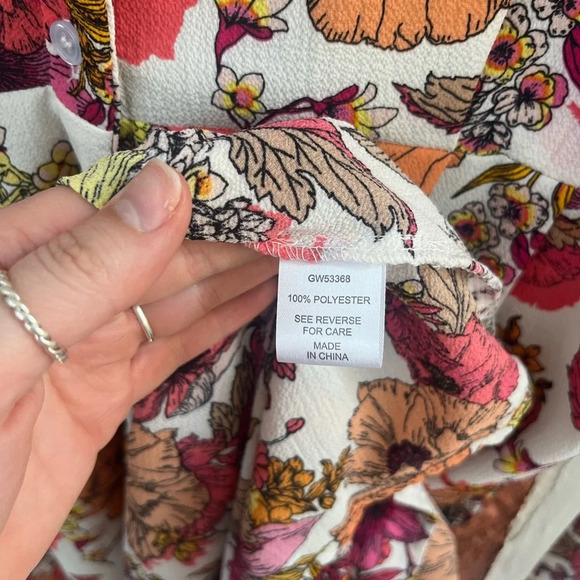 GW53368
100% POLYESTER
SEE REVERSE
FOR CARE
MADE
IN CHINA